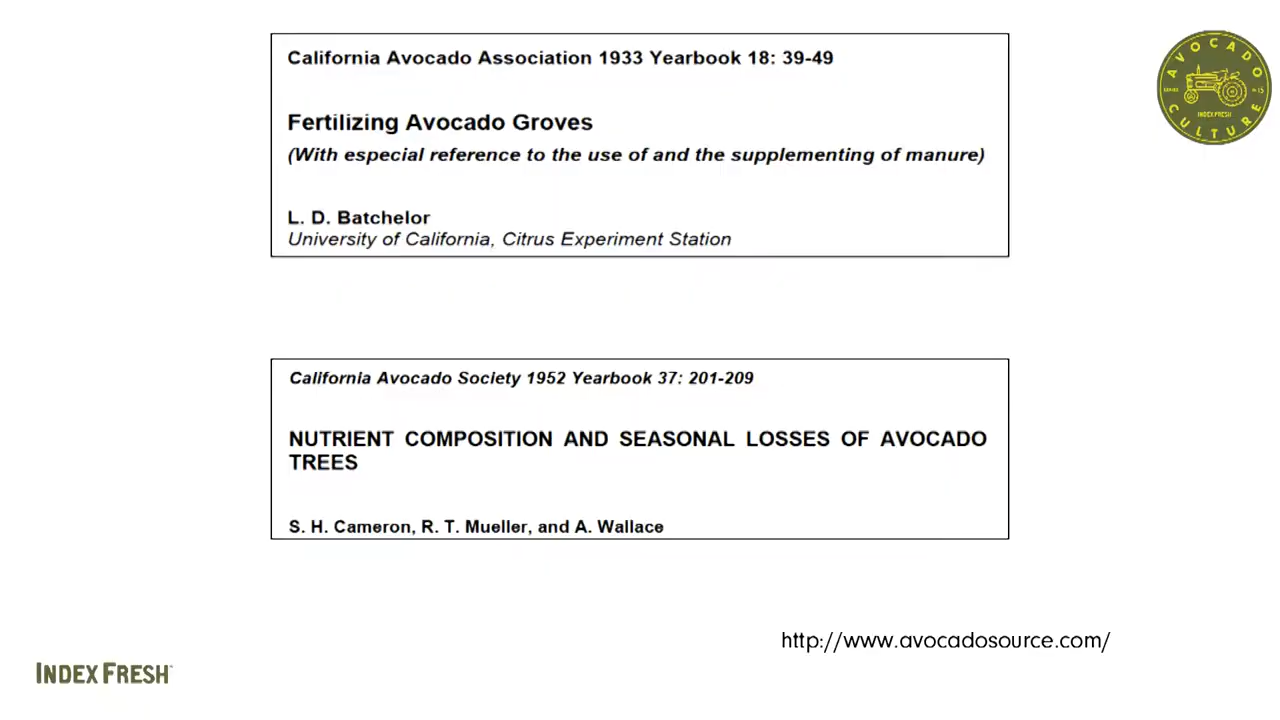 California Avocado Association 1933 Yearbook 18: 39-49
Fertilizing Avocado Groves
(With especial reference to the use of and the supplementing of manure)
L. D. Batchelor
University of California, Citrus Experiment Station
AVOCADO
SERIES
No 15
INDEX FRESH
CULTURE
California Avocado Society 1952 Yearbook 37: 201-209
NUTRIENT COMPOSITION AND SEASONAL LOSSES OF AVOCADO
TREES
S. H. Cameron, R. T. Mueller, and A. Wallace
http://www.avocadosource.com/
INDEX FRESH